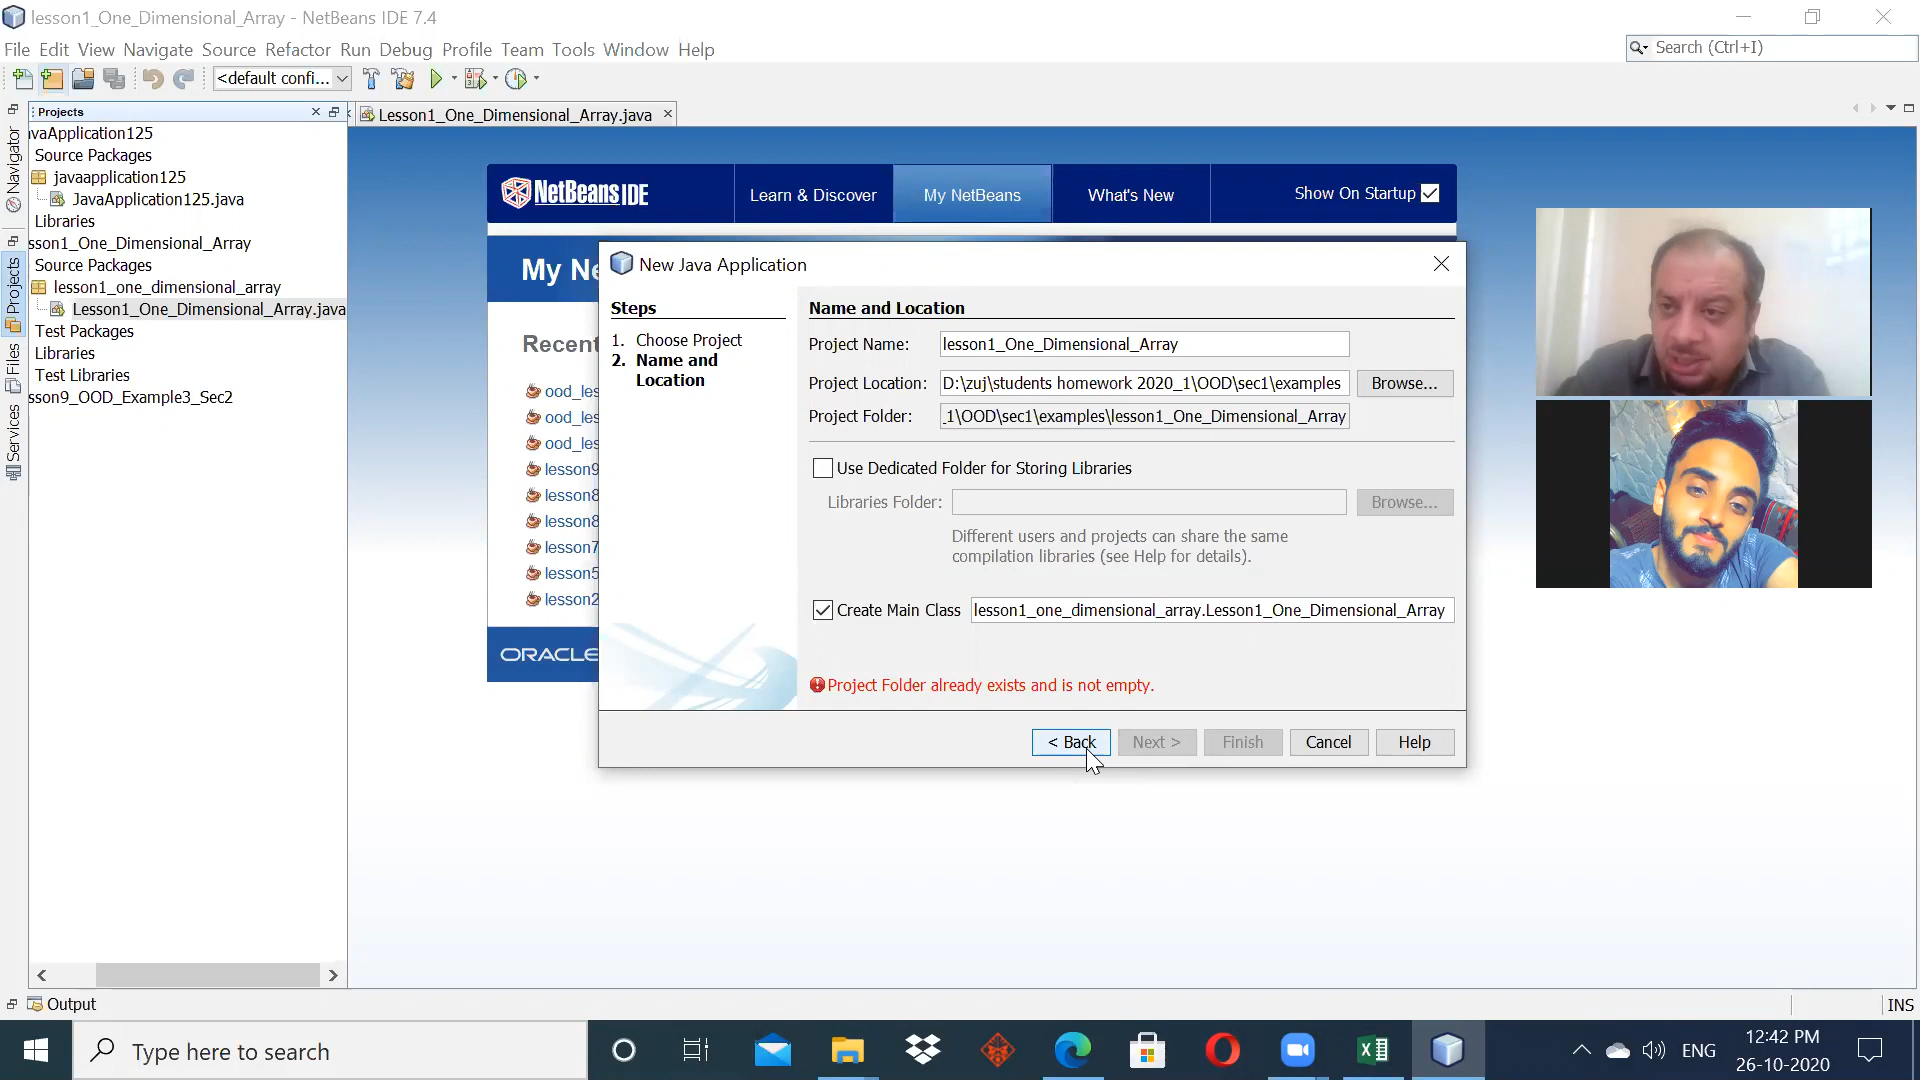 lesson1_One_Dimensional_Array - NetBeans IDE 7.4
File Edit View Navigate Source Refactor Run Debug Profile Team Tools Window Help
Search (Ctrl+I)
<default confi...
Projects
Lesson1_One_Dimensional_Array.java
Navigator
Projects
Files
Services
vaApplication125
Source Packages
javaapplication125
JavaApplication125.java
Libraries
sson1_One_Dimensional_Array
Source Packages
lesson1_one_dimensional_array
Lesson1_One_Dimensional_Array.java
Test Packages
Libraries
Test Libraries
sson9_OOD_Example3_Sec2
NetBeans IDE
Learn & Discover
My NetBeans
What's New
Show On Startup
My Ne
Recent
ood_les
ood_les
ood_les
lesson9
lesson8
lesson8
lesson7
lesson5
lesson2
ORACLE
New Java Application
Steps
1. Choose Project
2. Name and
Location
Name and Location
Project Name: lesson1_One_Dimensional_Array
Project Location: D:\zuj\students homework 2020_1\OOD\sec1\examples Browse...
Project Folder: _1\OOD\sec1\examples\lesson1_One_Dimensional_Array
Use Dedicated Folder for Storing Libraries
Libraries Folder: Browse...
Different users and projects can share the same
compilation libraries (see Help for details).
Create Main Class lesson1_one_dimensional_array.Lesson1_One_Dimensional_Array
Project Folder already exists and is not empty.
< Back Next > Finish Cancel Help
Output
INS
Type here to search
ENG
12:42 PM
26-10-2020